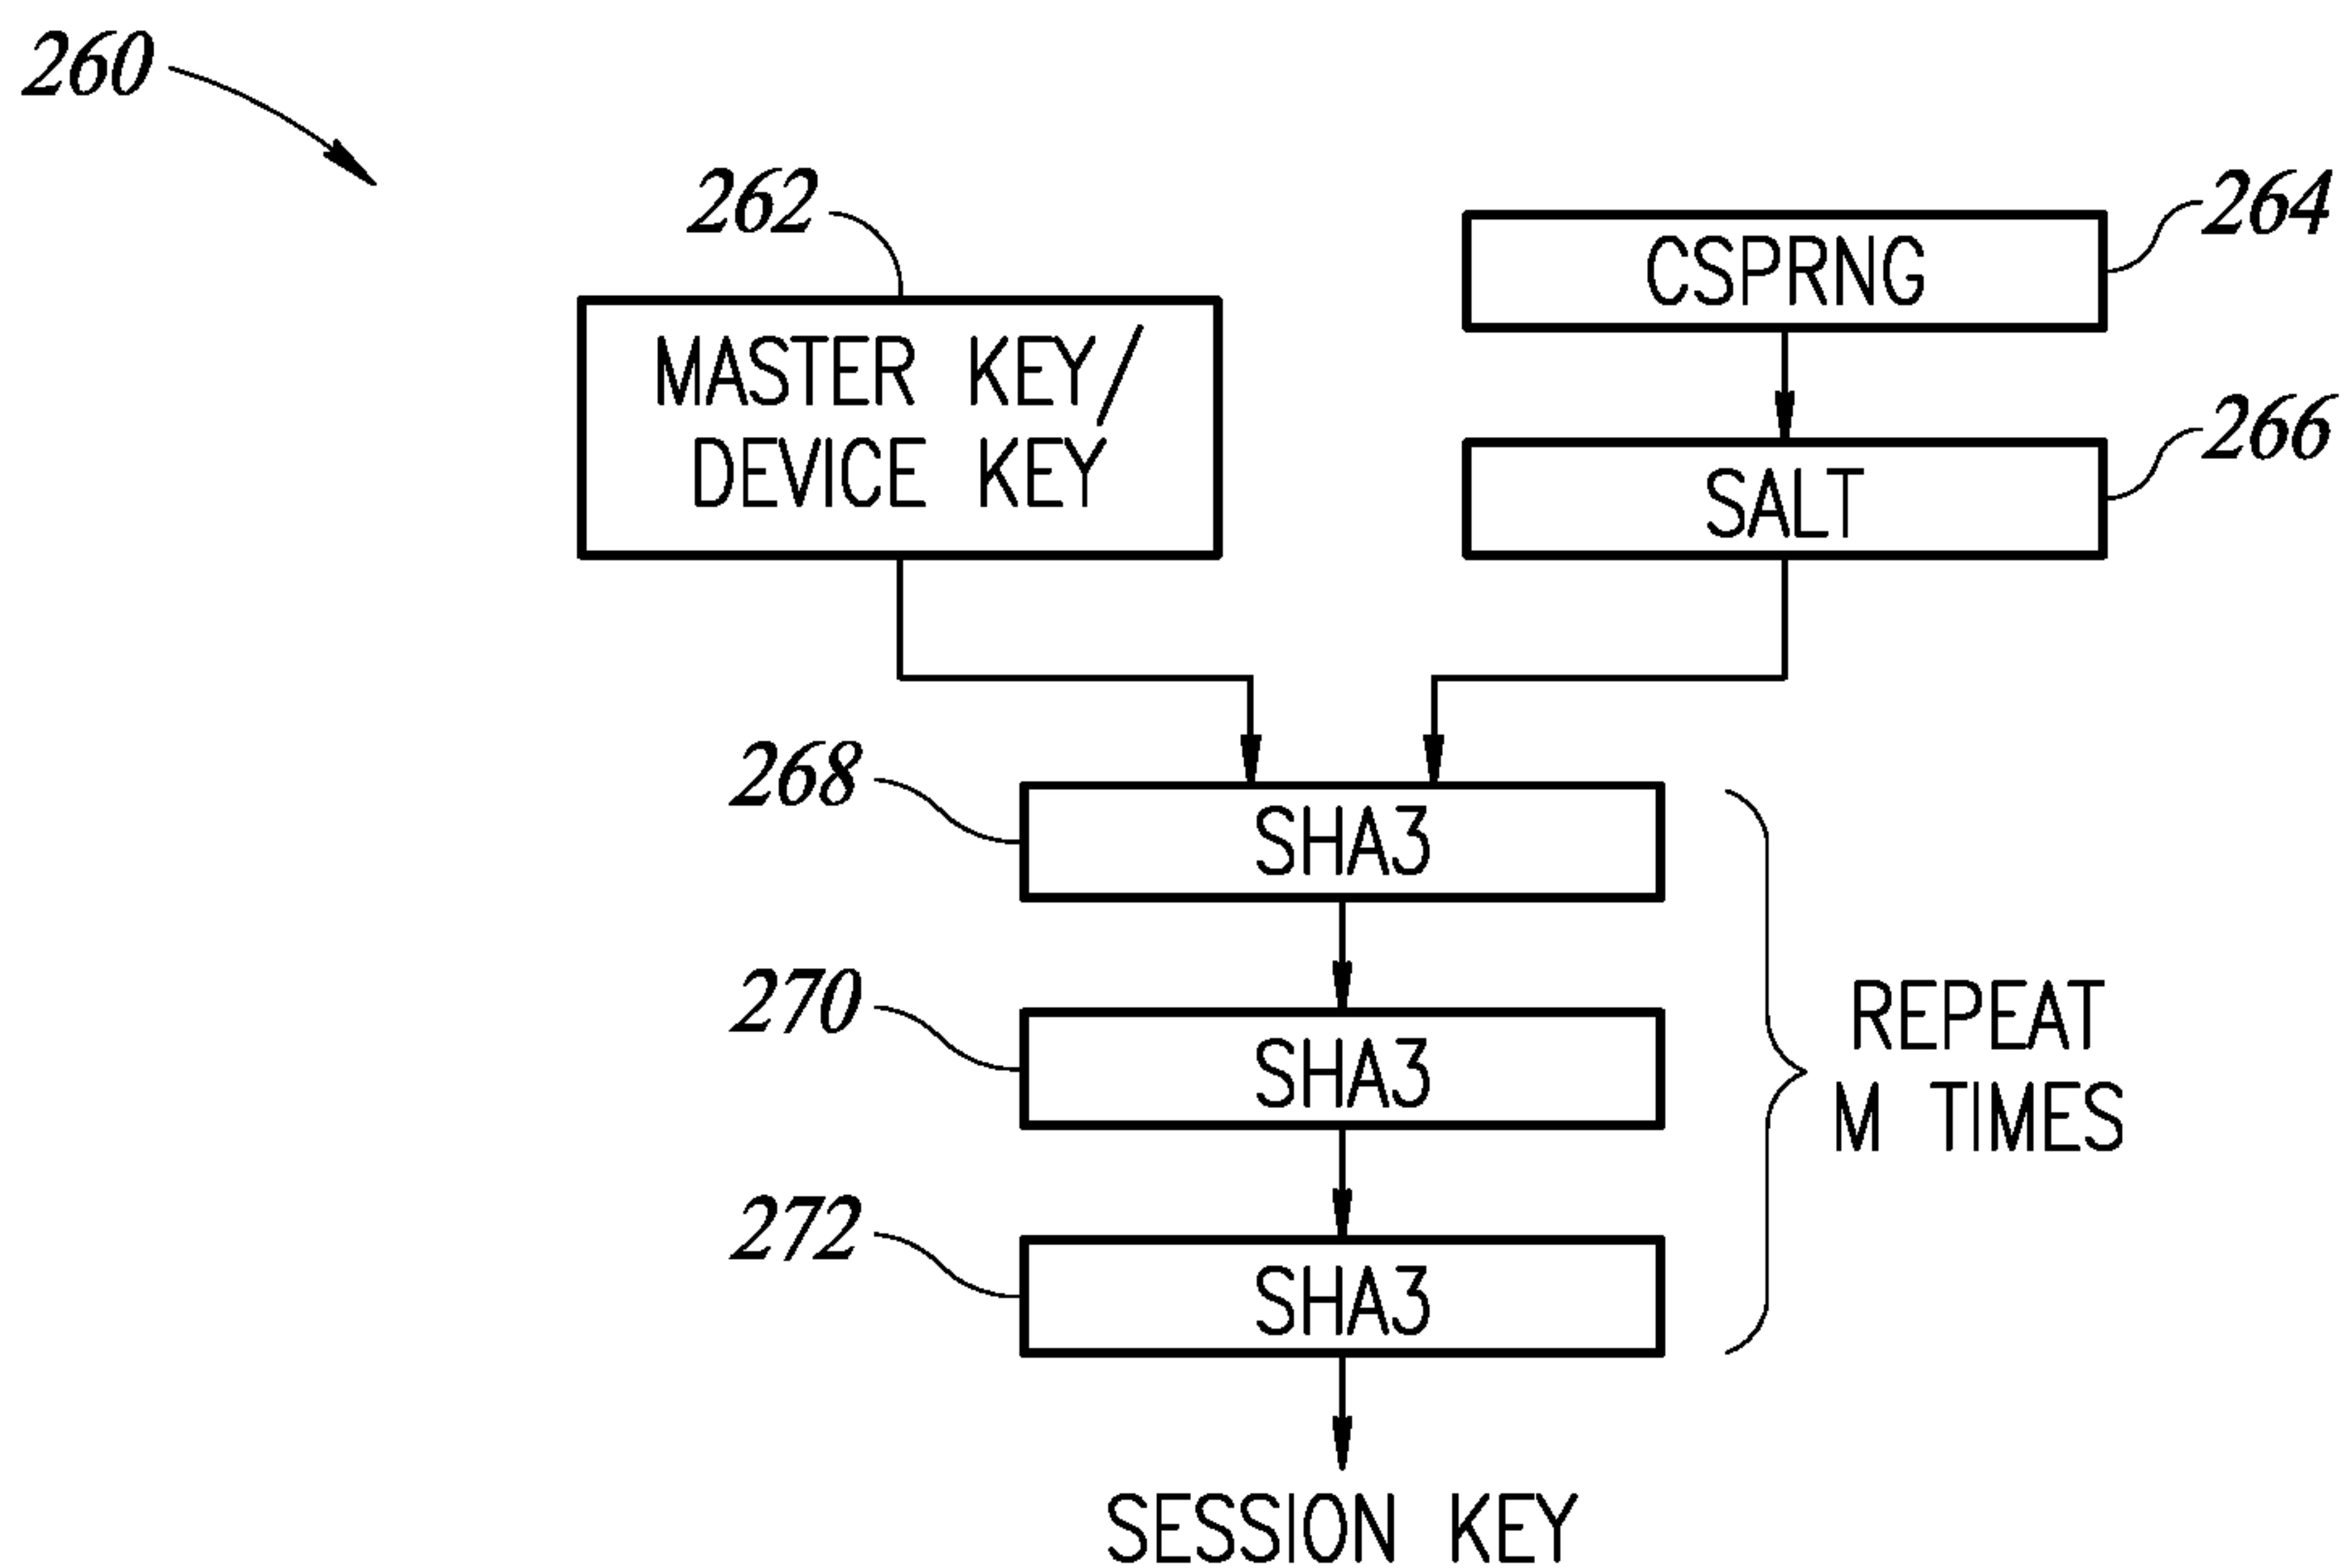 260
262
264
CSPRNG
MASTER KEY/
DEVICE KEY
266
SALT
268
SHA3
270
SHA3
REPEAT
M TIMES
272
SHA3
SESSION KEY